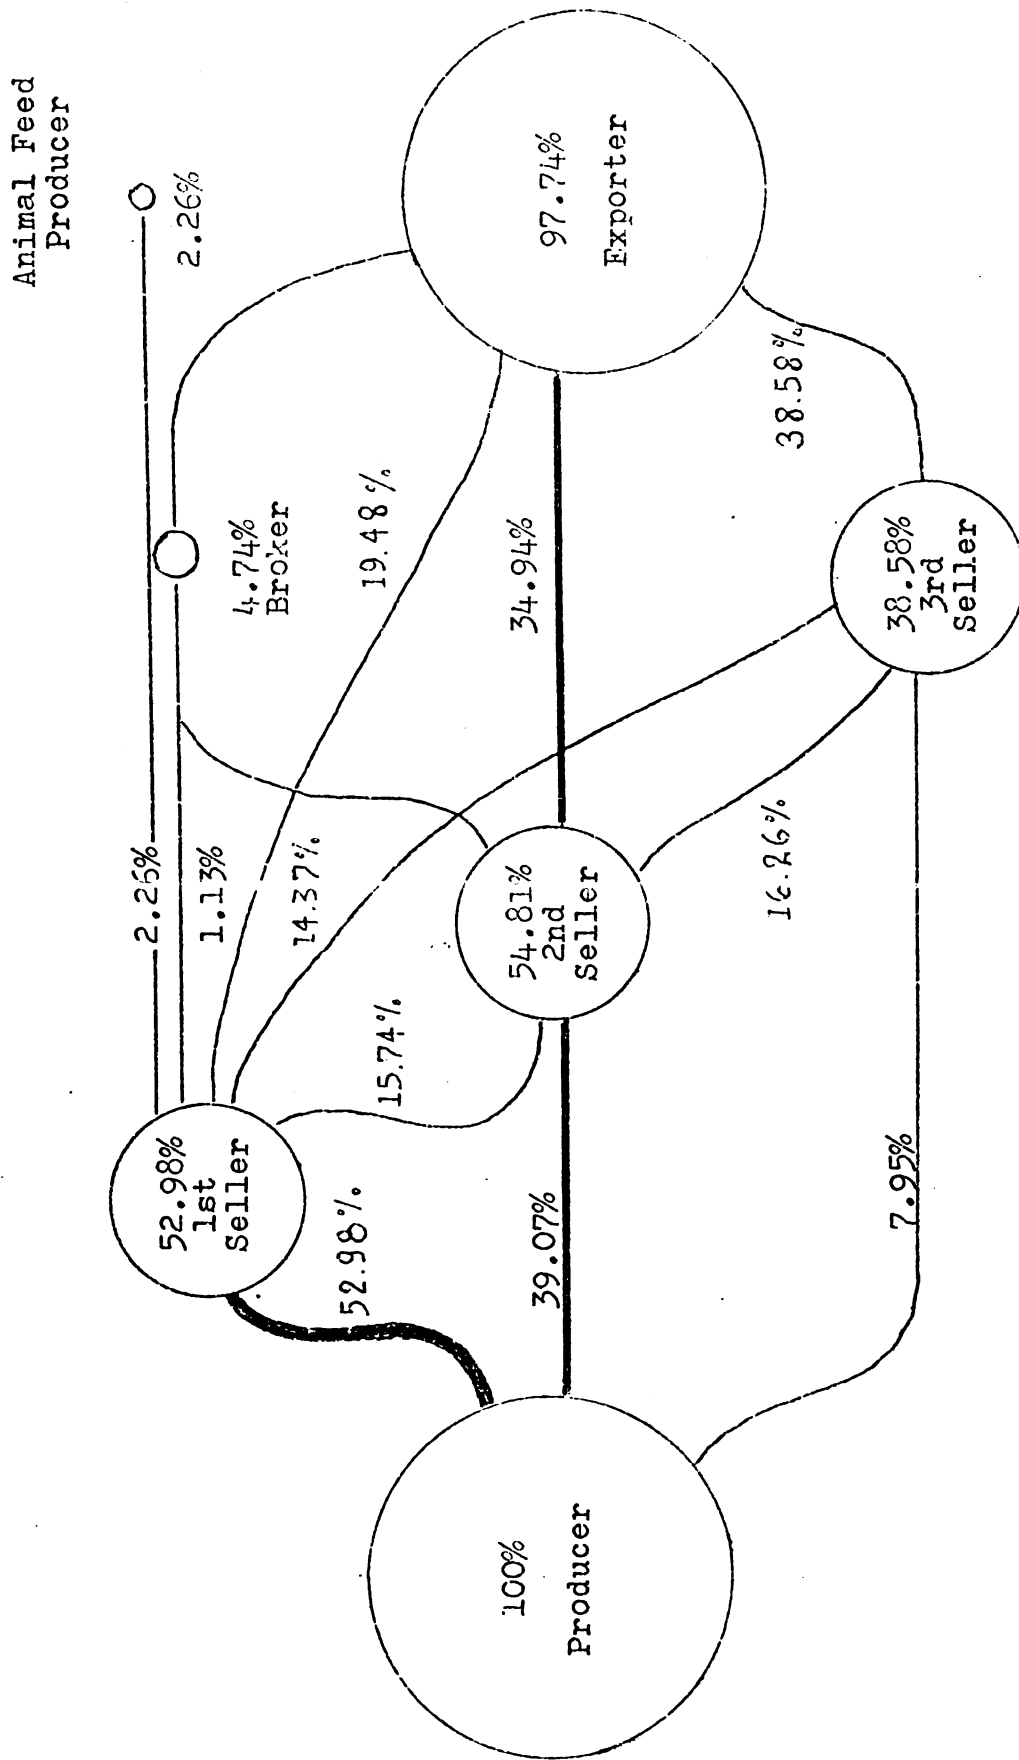 Animal Feed
Producer
2.26%
2.26%
52.98%
1st
Seller
1.13%
4.74%
Broker
14.37%
52.98%
19.48%
15.74%
100%
Producer
39.07%
54.81%
2nd
Seller
34.94%
97.74%
Exporter
16.26%
38.58%
7.95%
38.58%
3rd
Seller